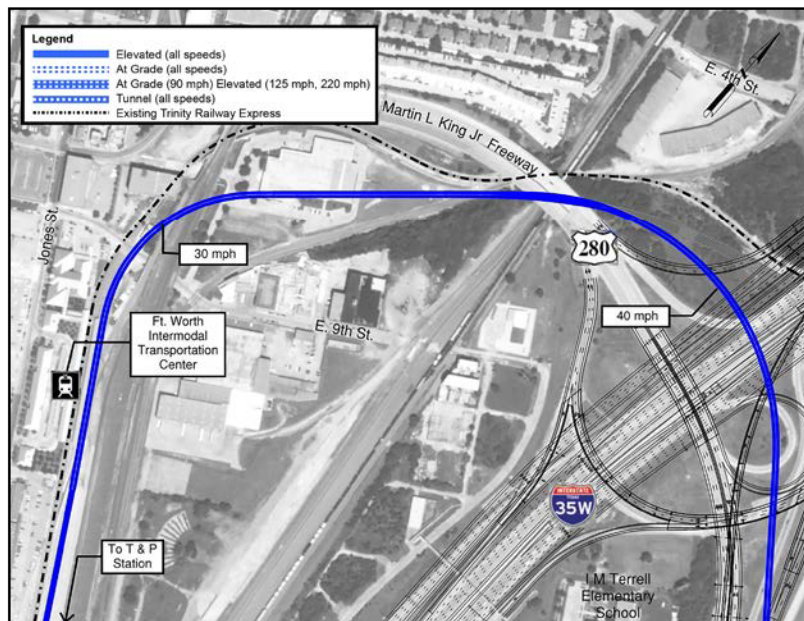 Legend
Elevated (all speeds)
At Grade (all speeds)
At Grade (90 mph) Elevated (125 mph, 220 mph)
Tunnel (all speeds)
Existing Trinity Railway Express
E. 4th St.
Martin L King Jr. Freeway
Jones St.
30 mph
280
40 mph
Ft. Worth
Intermodal
Transportation
Center
E. 9th St.
INTERSTATE
TEXAS
35W
To T & P
Station
I M Terrell
Elementary
School